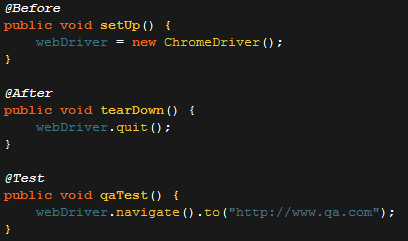 @Before
public void setUp() {
    webDriver = new ChromeDriver();
}

@After
public void tearDown() {
    webDriver.quit();
}

@Test
public void qaTest() {
    webDriver.navigate().to("http://www.qa.com");
}